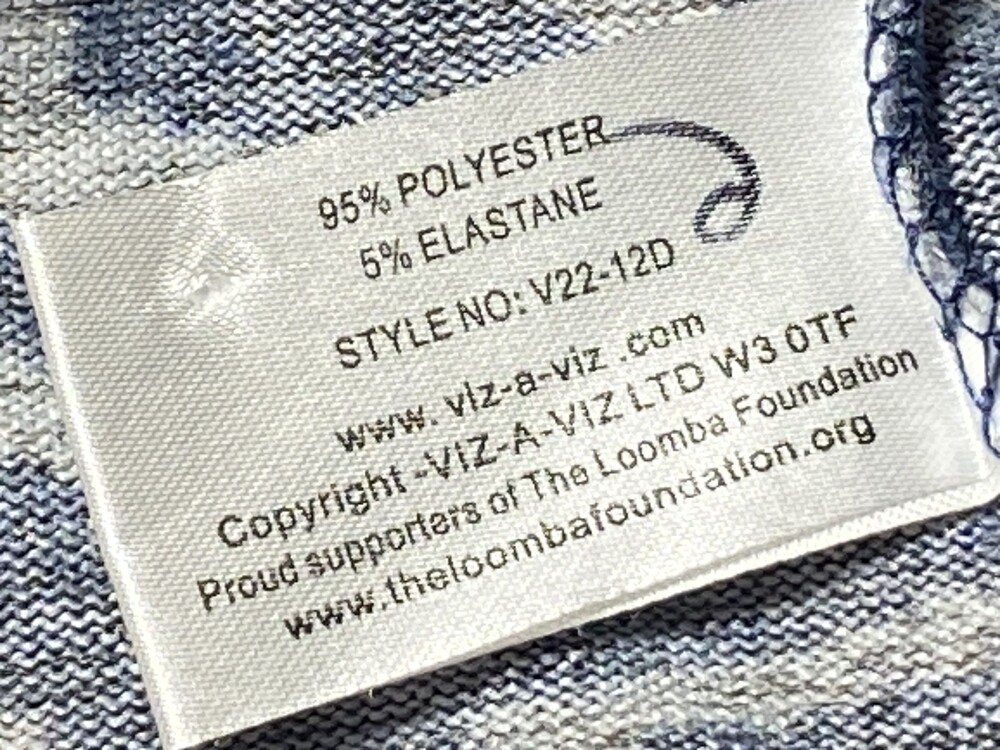 95% POLYESTER
5% ELASTANE
STYLE NO: V22-12D
www. viz-a-viz .com
Copyright -VIZ-A-VIZ LTD W3 0TF
Proud supporters of The Loomba Foundation
www.theloombafoundation.org